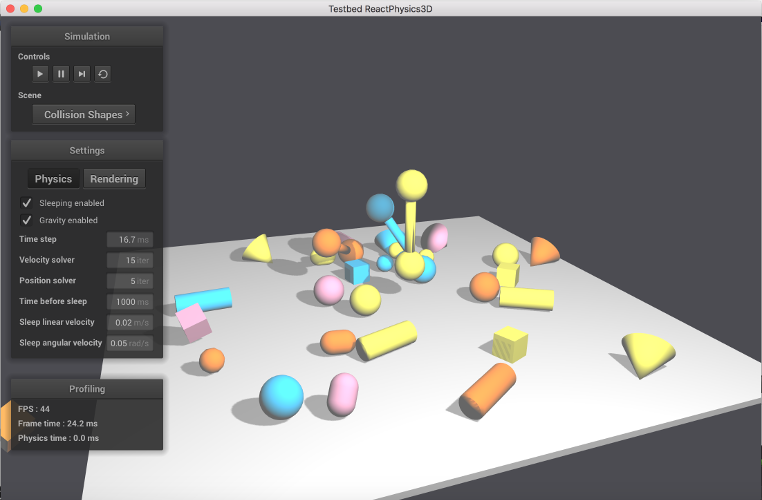 Testbed ReactPhysics3D
Simulation
Controls
Scene
Collision Shapes
Settings
Physics Rendering
Sleeping enabled
Gravity enabled
Time step 16.7 ms
Velocity solver 15 iter
Position solver 5 iter
Time before sleep 1000 ms
Sleep linear velocity 0.02 m/s
Sleep angular velocity 0.05 rad/s
Profiling
FPS : 44
Frame time : 24.2 ms
Physics time : 0.0 ms